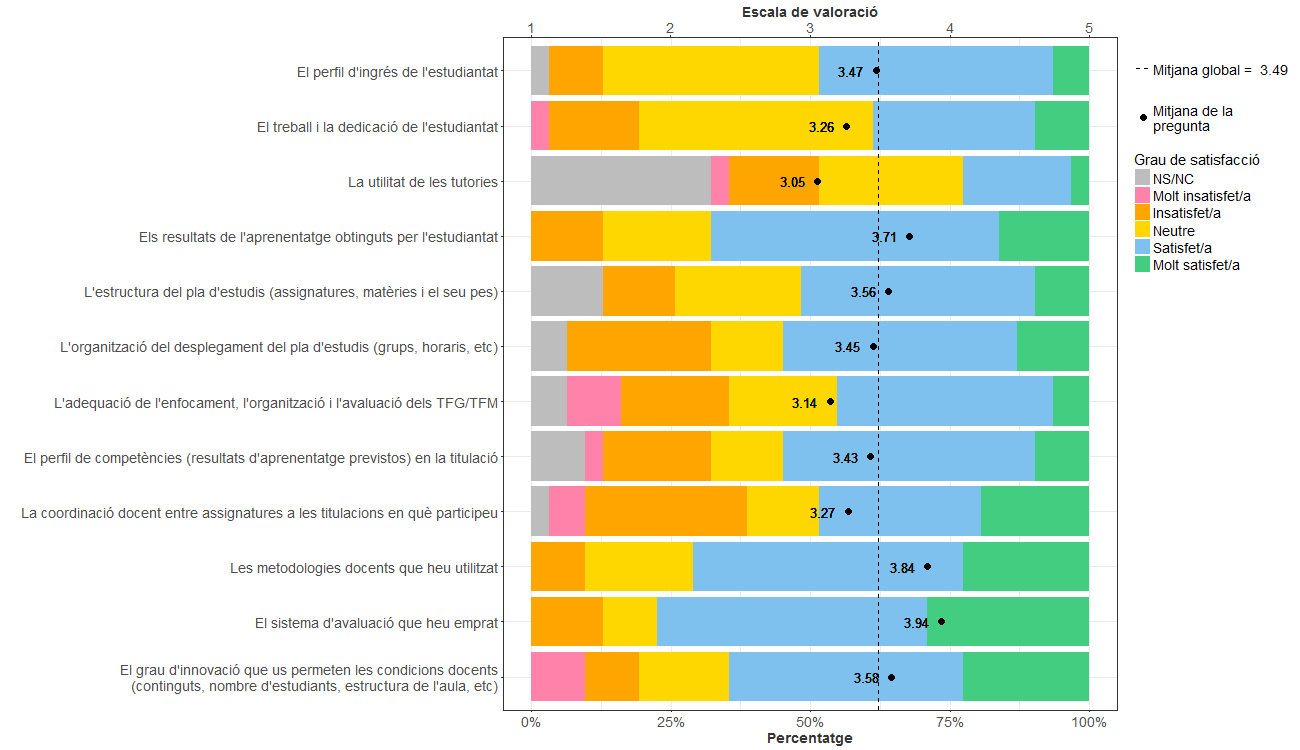 Escala de valoració
1 2 3 4 5
El perfil d'ingrés de l'estudiantat
3.47
El treball i la dedicació de l'estudiantat
3.26
La utilitat de les tutories
3.05
Els resultats de l'aprenentatge obtinguts per l'estudiantat
3.71
L'estructura del pla d'estudis (assignatures, matèries i el seu pes)
3.56
L'organització del desplegament del pla d'estudis (grups, horaris, etc)
3.45
L'adequació de l'enfocament, l'organització i l'avaluació dels TFG/TFM
3.14
El perfil de competències (resultats d'aprenentatge previstos) en la titulació
3.43
La coordinació docent entre assignatures a les titulacions en què participeu
3.27
Les metodologies docents que heu utilitzat
3.84
El sistema d'avaluació que heu emprat
3.94
El grau d'innovació que us permeten les condicions docents
(continguts, nombre d'estudiants, estructura de l'aula, etc)
3.58
0% 25% 50% 75% 100%
Percentatge
Mitjana global = 3.49
Mitjana de la
pregunta
Grau de satisfacció
NS/NC
Molt insatisfet/a
Insatisfet/a
Neutre
Satisfet/a
Molt satisfet/a